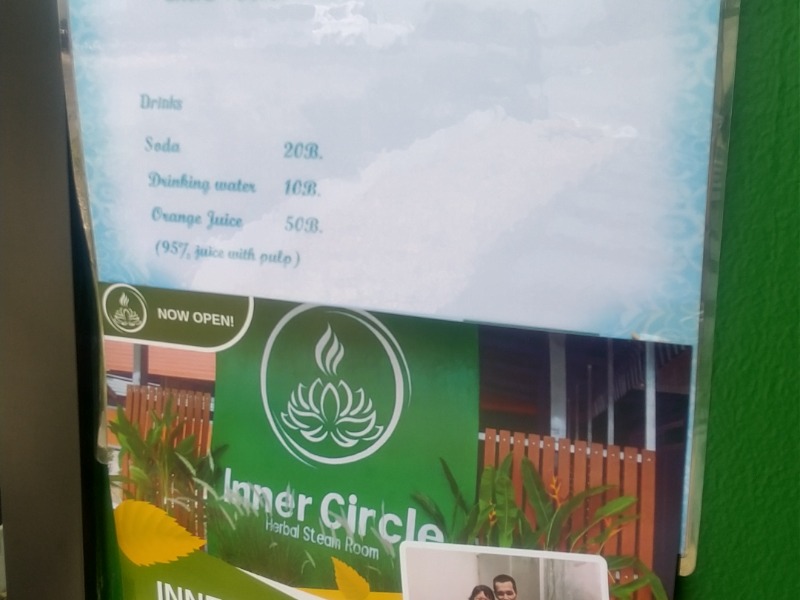 Drinks
Soda 20B.
Drinking water 10B.
Orange Juice 50B.
(95% juice with pulp)
NOW OPEN!
Inner Circle
Herbal Steam Room